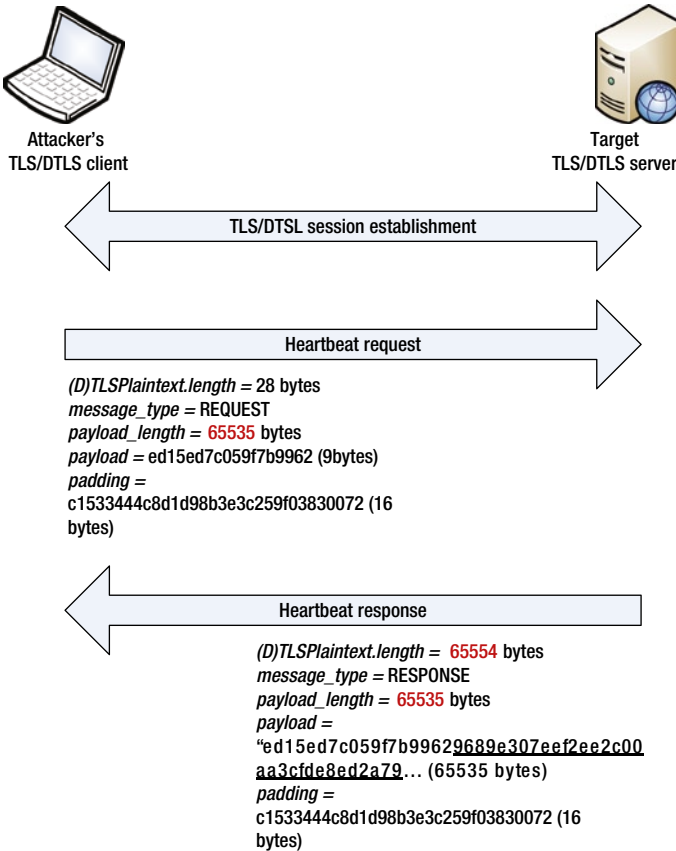 Attacker's
TLS/DTLS client
Target
TLS/DTLS server
TLS/DTSL session establishment
Heartbeat request
(D)TLSPlaintext.length = 28 bytes
message_type = REQUEST
payload_length = 65535 bytes
payload = ed15ed7c059f7b9962 (9bytes)
padding =
c1533444c8d1d98b3e3c259f03830072 (16
bytes)
Heartbeat response
(D)TLSPlaintext.length = 65554 bytes
message_type = RESPONSE
payload_length = 65535 bytes
payload =
“ed15ed7c059f7b99629689e307eef2ee2c00
aa3cfde8ed2a79... (65535 bytes)
padding =
c1533444c8d1d98b3e3c259f03830072 (16
bytes)